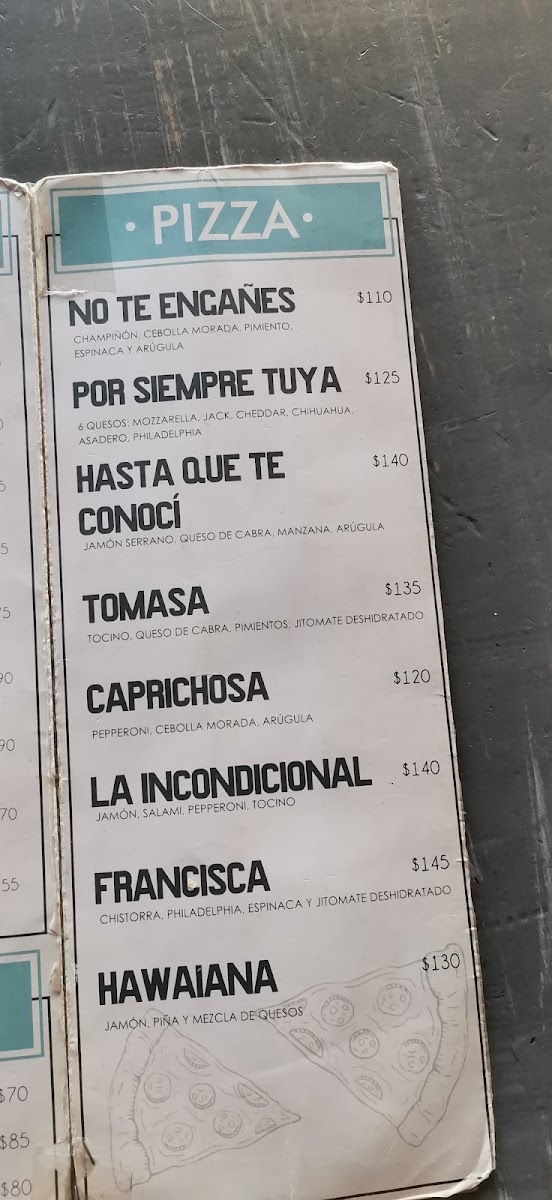 · PIZZA ·
NO TE ENGAÑES $110
CHAMPIÑÓN, CEBOLLA MORADA, PIMIENTO,
ESPINACA Y ARÚGULA
POR SIEMPRE TUYA $125
6 QUESOS: MOZZARELLA, JACK, CHEDDAR, CHIHUAHUA,
ASADERO, PHILADELPHIA
HASTA QUE TE $140
CONOCÍ
JAMÓN SERRANO, QUESO DE CABRA, MANZANA, ARÚGULA
TOMASA $135
TOCINO, QUESO DE CABRA, PIMIENTOS, JITOMATE DESHIDRATADO
CAPRICHOSA $120
PEPPERONI, CEBOLLA MORADA, ARÚGULA
LA INCONDICIONAL $140
JAMÓN, SALAMI, PEPPERONI, TOCINO
FRANCISCA $145
CHISTORRA, PHILADELPHIA, ESPINACA Y JITOMATE DESHIDRATADO
HAWAIANA $130
JAMÓN, PIÑA Y MEZCLA DE QUESOS
$70
$85
$80